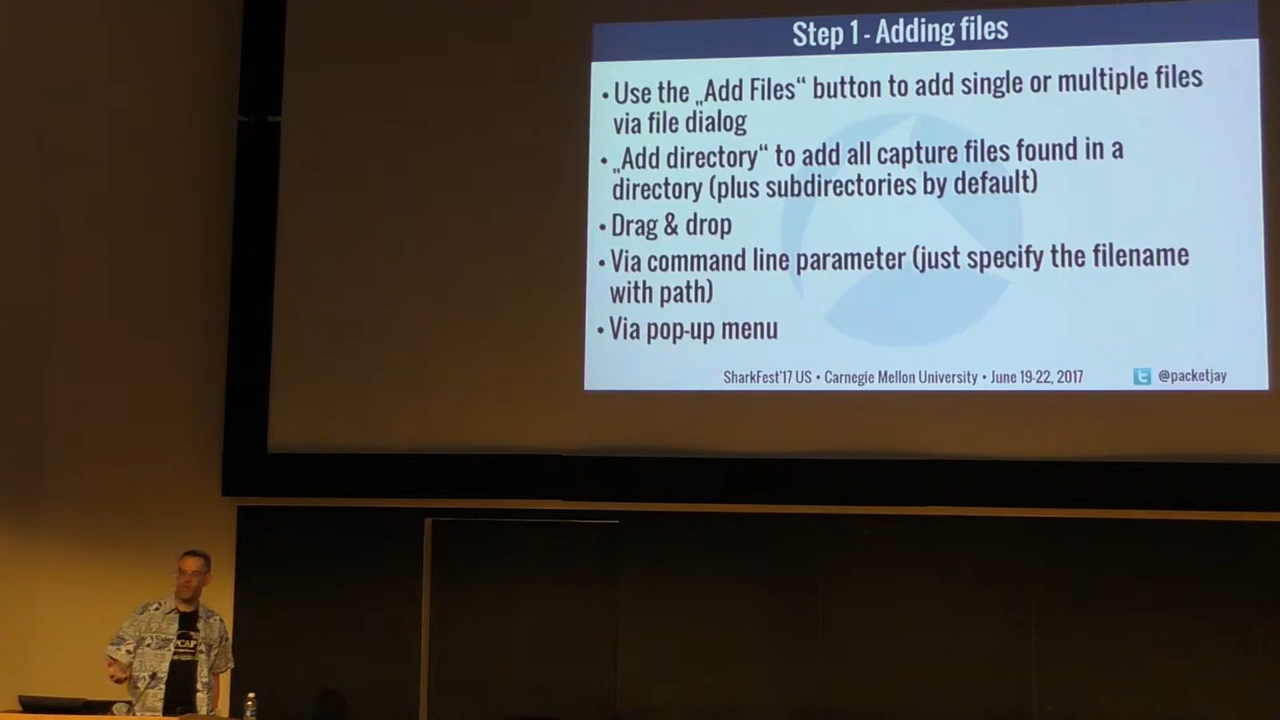 Step 1 - Adding files
• Use the „Add Files“ button to add single or multiple files
via file dialog
• „Add directory“ to add all capture files found in a
directory (plus subdirectories by default)
• Drag & drop
• Via command line parameter (just specify the filename
with path)
• Via pop-up menu
SharkFest'17 US • Carnegie Mellon University • June 19-22, 2017
@packetjay